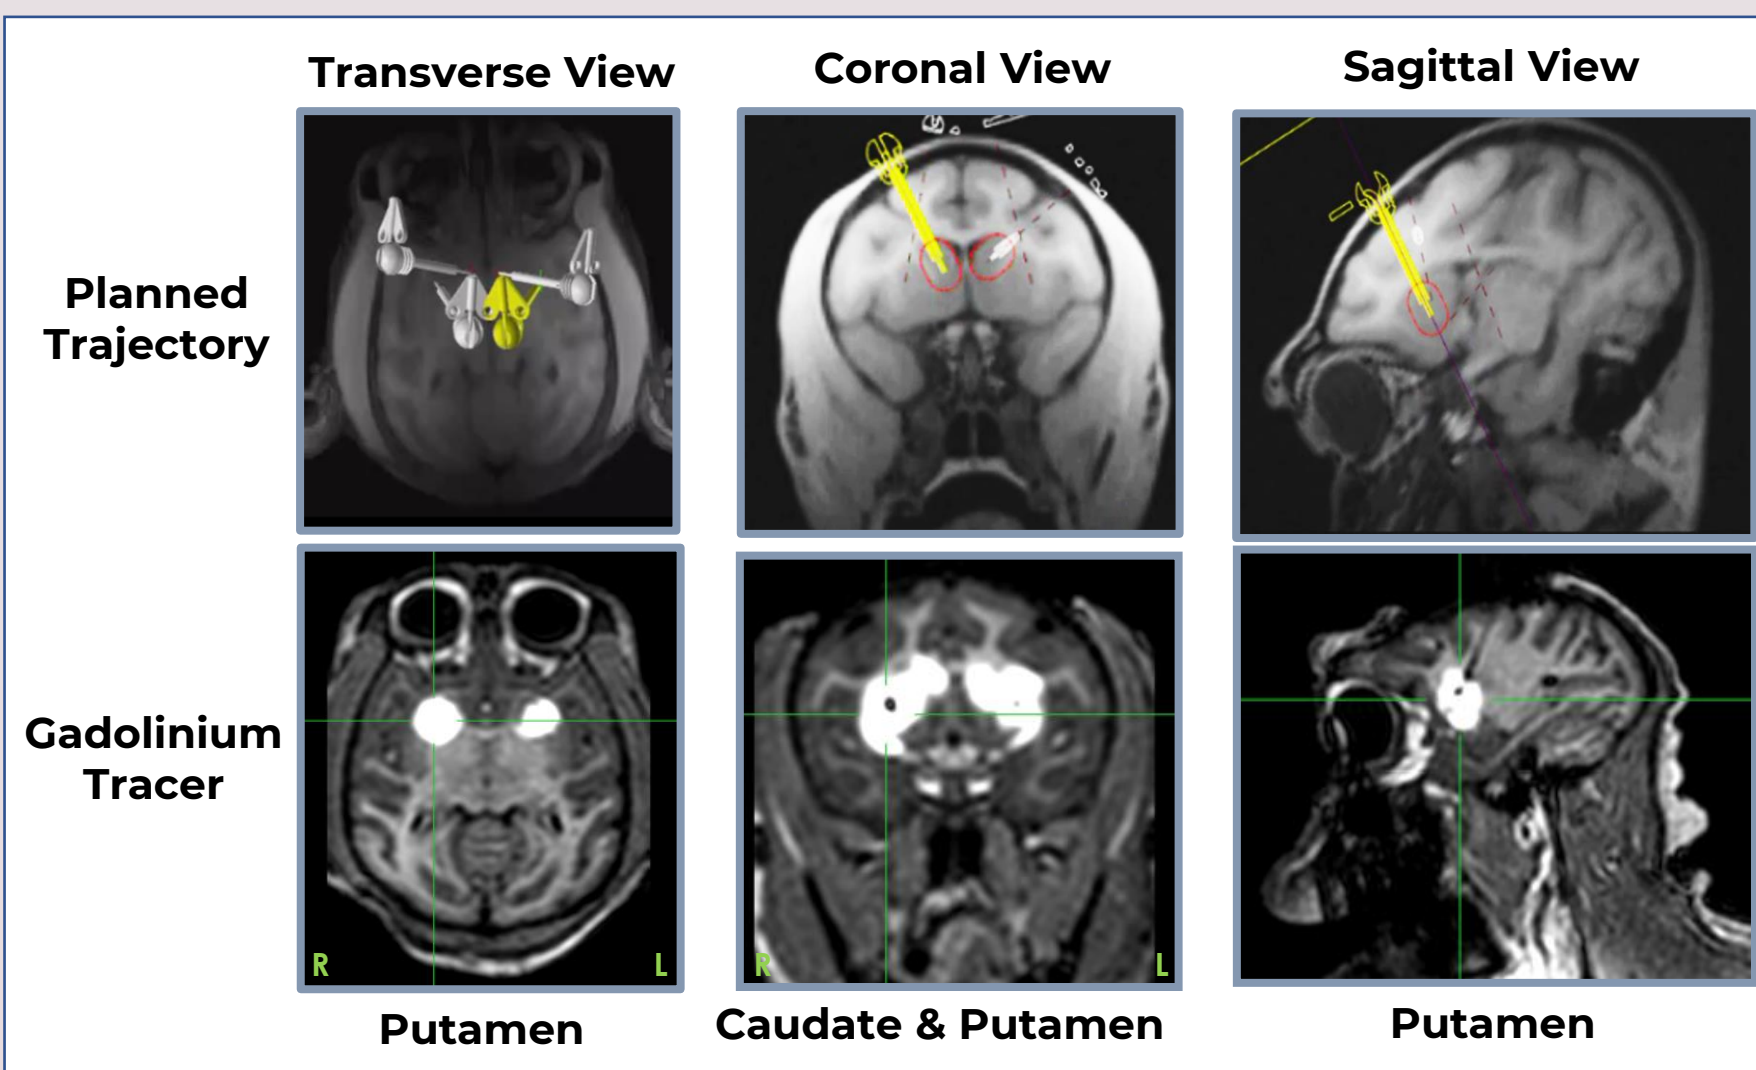 Transverse View
Coronal View
Sagittal View
Planned
Trajectory
Gadolinium
Tracer
R
L
R
L
Putamen
Caudate & Putamen
Putamen